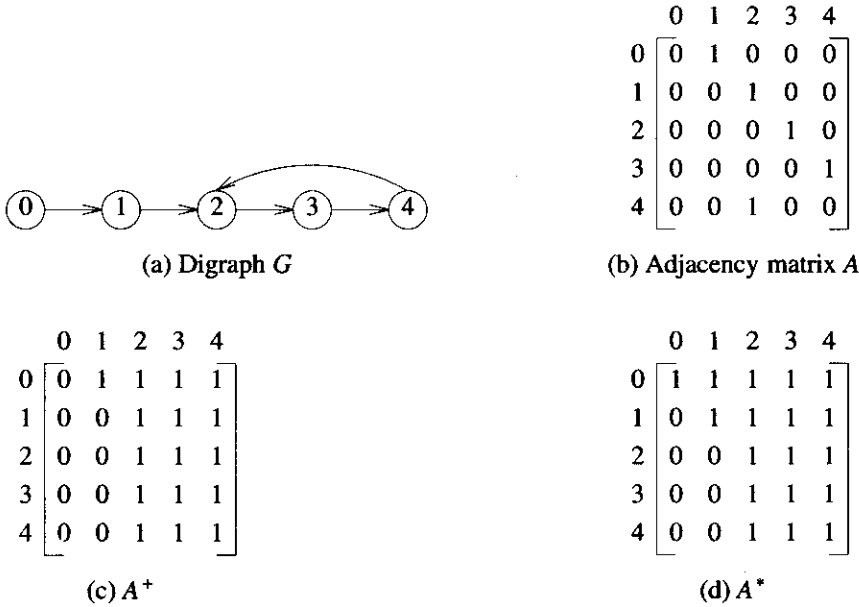 0 1 2 3 4
0 0 1 0 0 0
1 0 0 1 0 0
2 0 0 0 1 0
3 0 0 0 0 1
4 0 0 1 0 0
0 1 2 3 4
(a) Digraph G
(b) Adjacency matrix A
0 1 2 3 4
0 0 1 1 1 1
1 0 0 1 1 1
2 0 0 1 1 1
3 0 0 1 1 1
4 0 0 1 1 1
(c) A⁺
0 1 2 3 4
0 1 1 1 1 1
1 0 1 1 1 1
2 0 0 1 1 1
3 0 0 1 1 1
4 0 0 1 1 1
(d) A*